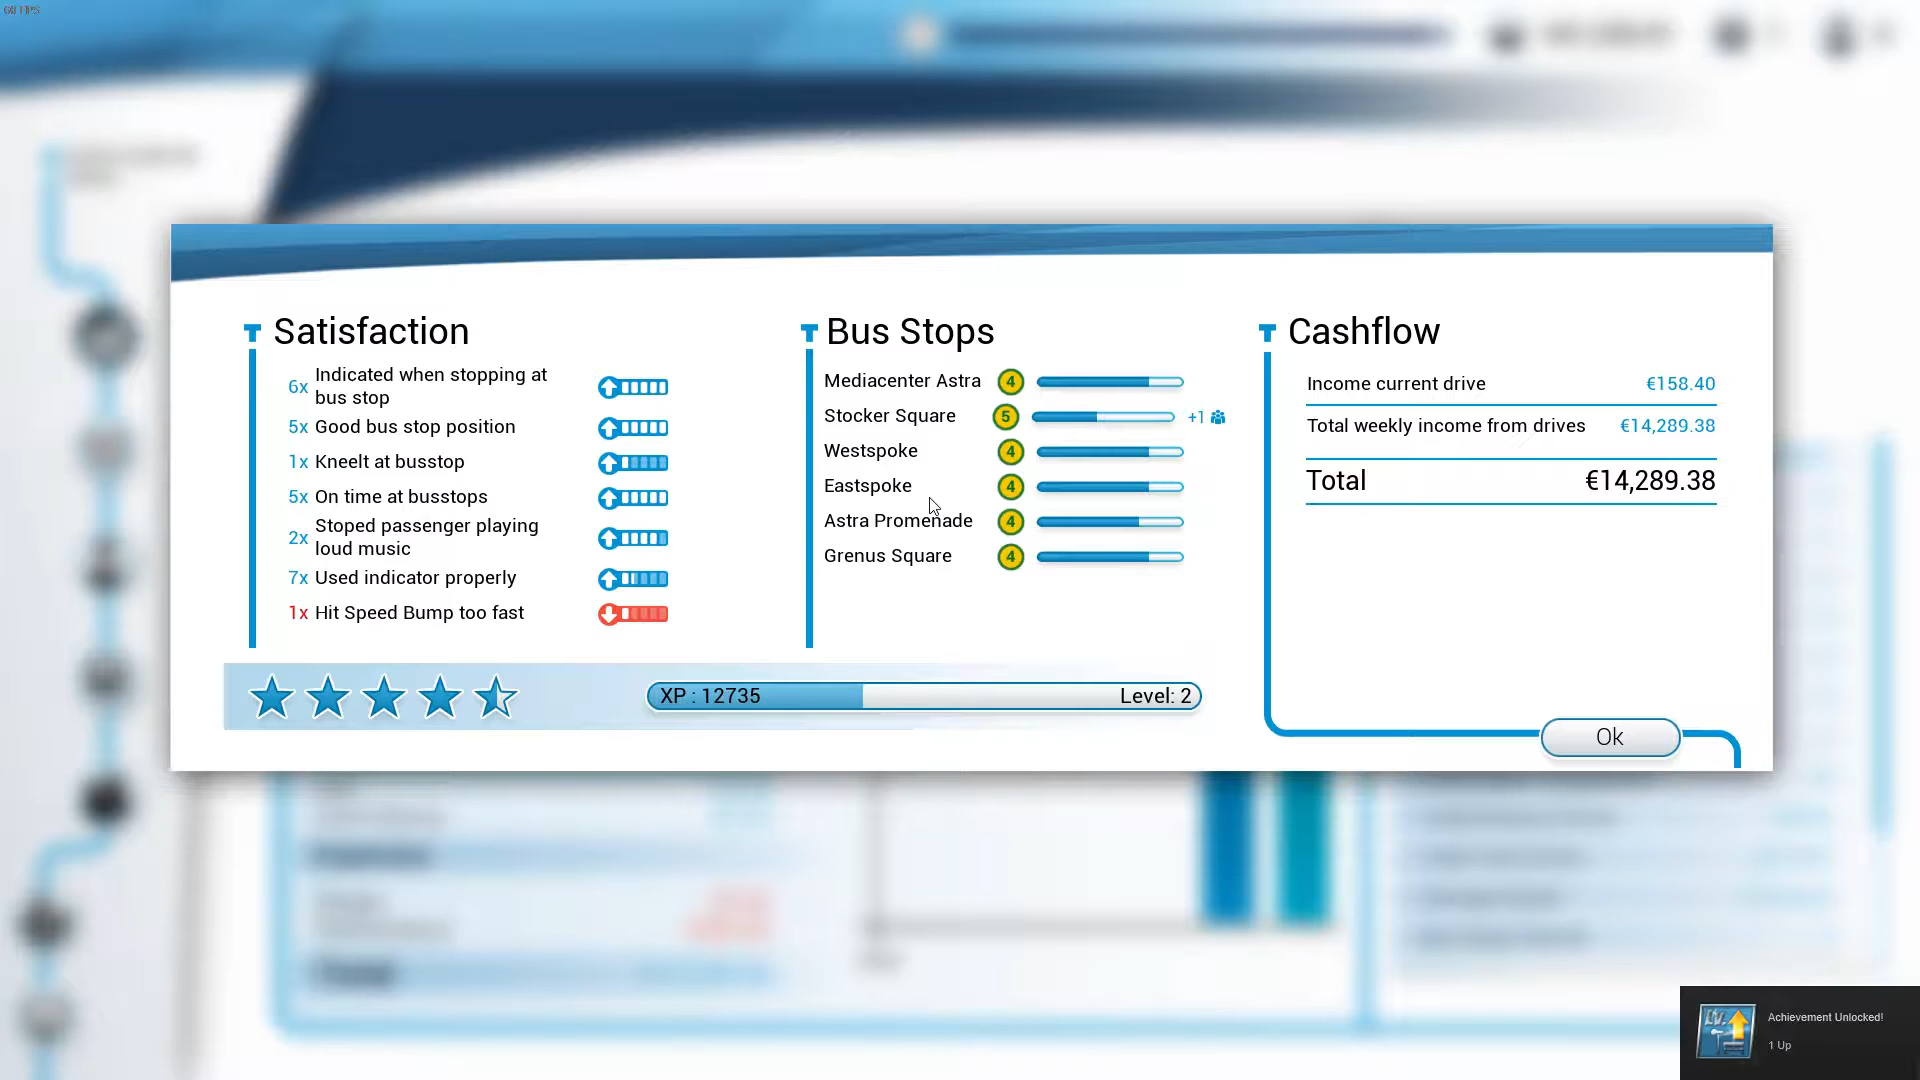 60 FPS
Satisfaction
6x Indicated when stopping at
bus stop
5x Good bus stop position
1x Kneelt at busstop
5x On time at busstops
2x Stoped passenger playing
loud music
7x Used indicator properly
1x Hit Speed Bump too fast
XP : 12735 Level: 2
Bus Stops
Mediacenter Astra 4
Stocker Square 5 +1
Westspoke 4
Eastspoke 4
Astra Promenade 4
Grenus Square 4
Cashflow
Income current drive €158.40
Total weekly income from drives €14,289.38
Total €14,289.38
Ok
LV.
Achievement Unlocked!
1 Up